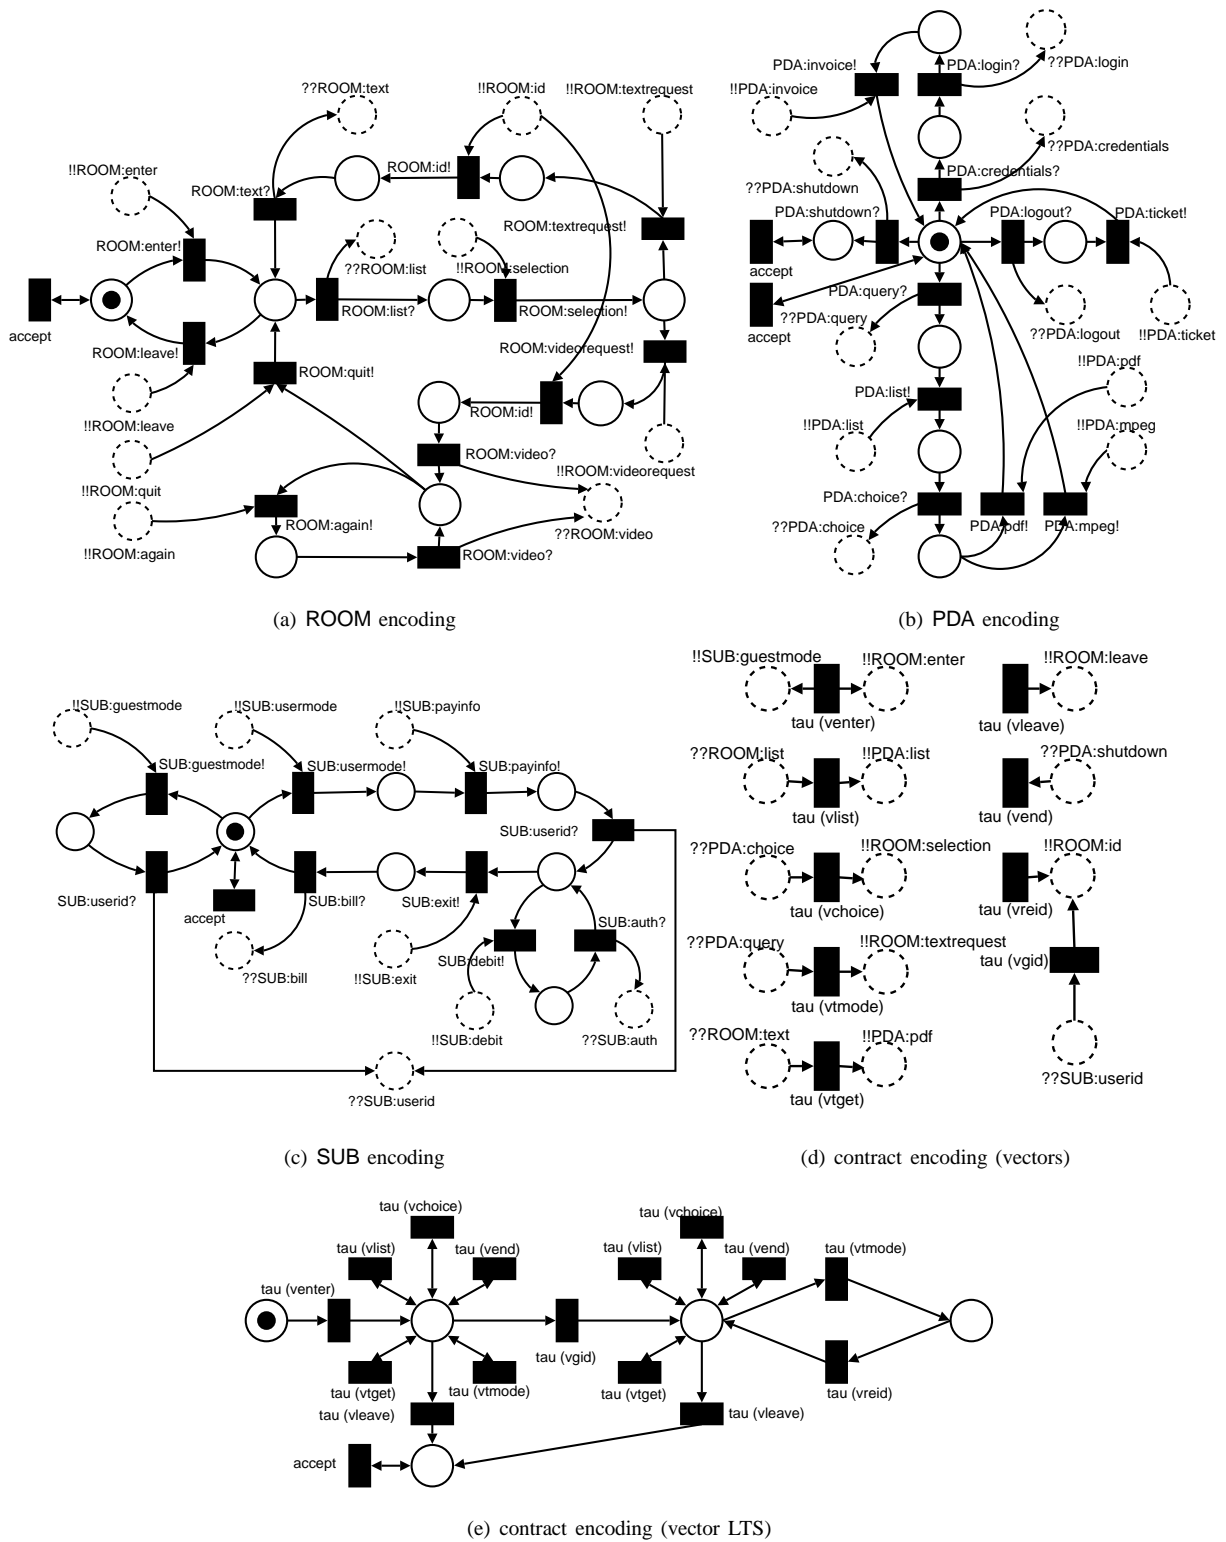 ??ROOM:text
!!ROOM:id
!!ROOM:textrequest
!!ROOM:enter
ROOM:text?
ROOM:id!
ROOM:textrequest!
ROOM:enter!
??ROOM:list
!!ROOM:selection
accept
ROOM:list?
ROOM:selection!
ROOM:leave!
ROOM:videorequest!
ROOM:quit!
!!ROOM:leave
ROOM:id!
ROOM:video?
!!ROOM:videorequest
!!ROOM:quit
ROOM:again!
??ROOM:video
!!ROOM:again
ROOM:video?
(a) ROOM encoding
PDA:invoice!
PDA:login?
??PDA:login
!!PDA:invoice
??PDA:credentials
PDA:credentials?
??PDA:shutdown
PDA:shutdown?
PDA:logout?
PDA:ticket!
accept
PDA:query?
??PDA:query
accept
??PDA:logout
!!PDA:ticket
!!PDA:pdf
PDA:list!
!!PDA:list
!!PDA:mpeg
PDA:choice?
??PDA:choice
PDA:pdf!
PDA:mpeg!
(b) PDA encoding
!!SUB:guestmode
!!SUB:usermode
!!SUB:payinfo
SUB:guestmode!
SUB:usermode!
SUB:payinfo!
SUB:userid?
SUB:userid?
accept
SUB:bill?
SUB:exit!
SUB:auth?
SUB:debit!
??SUB:bill
!!SUB:exit
!!SUB:debit
??SUB:auth
??SUB:userid
(c) SUB encoding
!!SUB:guestmode
!!ROOM:enter
!!ROOM:leave
tau (venter)
tau (vleave)
??ROOM:list
!!PDA:list
??PDA:shutdown
tau (vlist)
tau (vend)
??PDA:choice
!!ROOM:selection
!!ROOM:id
tau (vchoice)
tau (vreid)
??PDA:query
!!ROOM:textrequest
tau (vgid)
tau (vtmode)
??ROOM:text
!!PDA:pdf
tau (vtget)
??SUB:userid
(d) contract encoding (vectors)
tau (vchoice)
tau (vchoice)
tau (vlist)
tau (vend)
tau (vlist)
tau (vend)
tau (vtmode)
tau (venter)
tau (vgid)
tau (vtget)
tau (vtmode)
tau (vtget)
tau (vreid)
tau (vleave)
tau (vleave)
accept
(e) contract encoding (vector LTS)